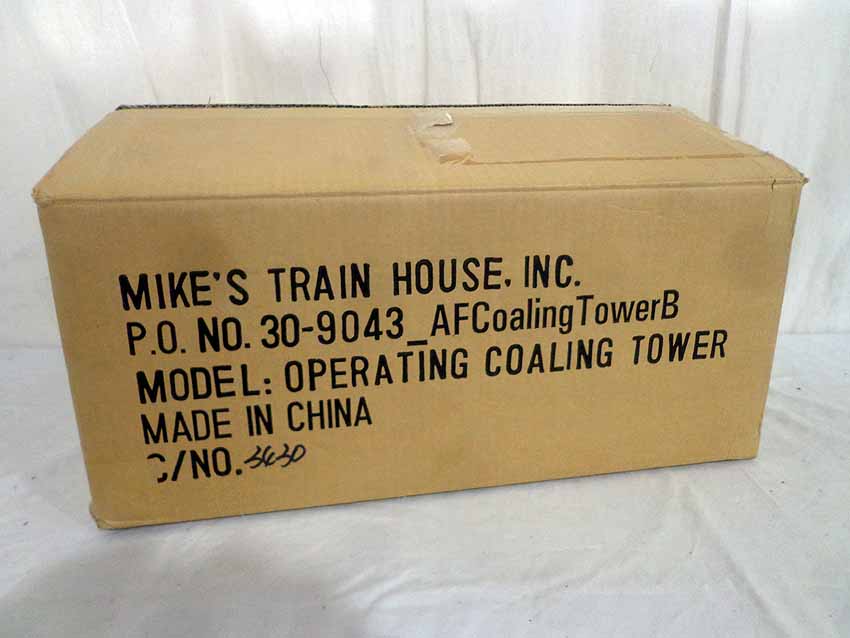 MIKE'S TRAIN HOUSE, INC.
P.O. NO. 30-9043_AFCoalingTowerB
MODEL: OPERATING COALING TOWER
MADE IN CHINA
C/NO. 3630